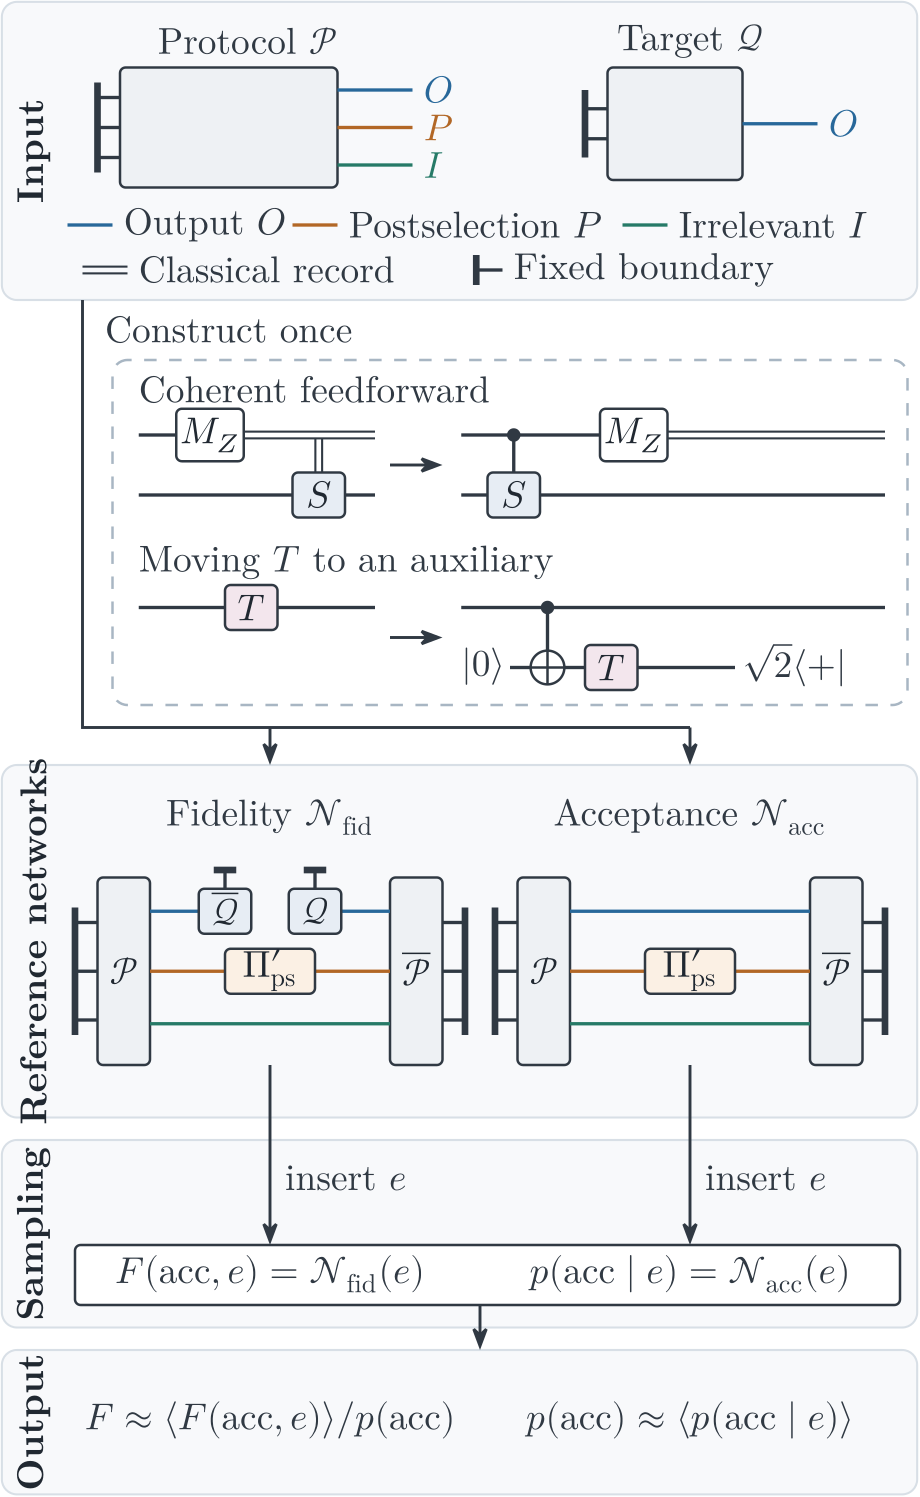 Input
Protocol 𝒫
Target 𝒬
O
P
I
O
Output O
Postselection P
Irrelevant I
Classical record
Fixed boundary
Construct once
Coherent feedforward
M_Z
S
M_Z
S
Moving T to an auxiliary
T
|0⟩
T
√2⟨+|
Reference networks
Fidelity 𝒩_fid
Acceptance 𝒩_acc
𝒫
𝒬̅
𝒬
Π′_ps
𝒫̅
𝒫
Π′_ps
𝒫̅
Sampling
insert e
insert e
F(acc, e) = 𝒩_fid(e)
p(acc | e) = 𝒩_acc(e)
Output
F ≈ ⟨F(acc, e)⟩/p(acc)
p(acc) ≈ ⟨p(acc | e)⟩